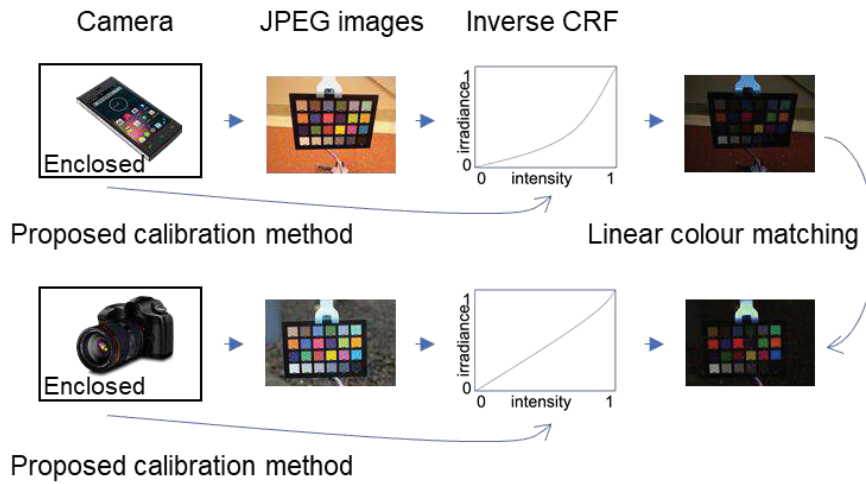 Camera
JPEG images
Inverse CRF
Enclosed
irradiance
1
0
0
intensity
1
Proposed calibration method
Linear colour matching
Enclosed
irradiance
1
0
0
intensity
1
Proposed calibration method